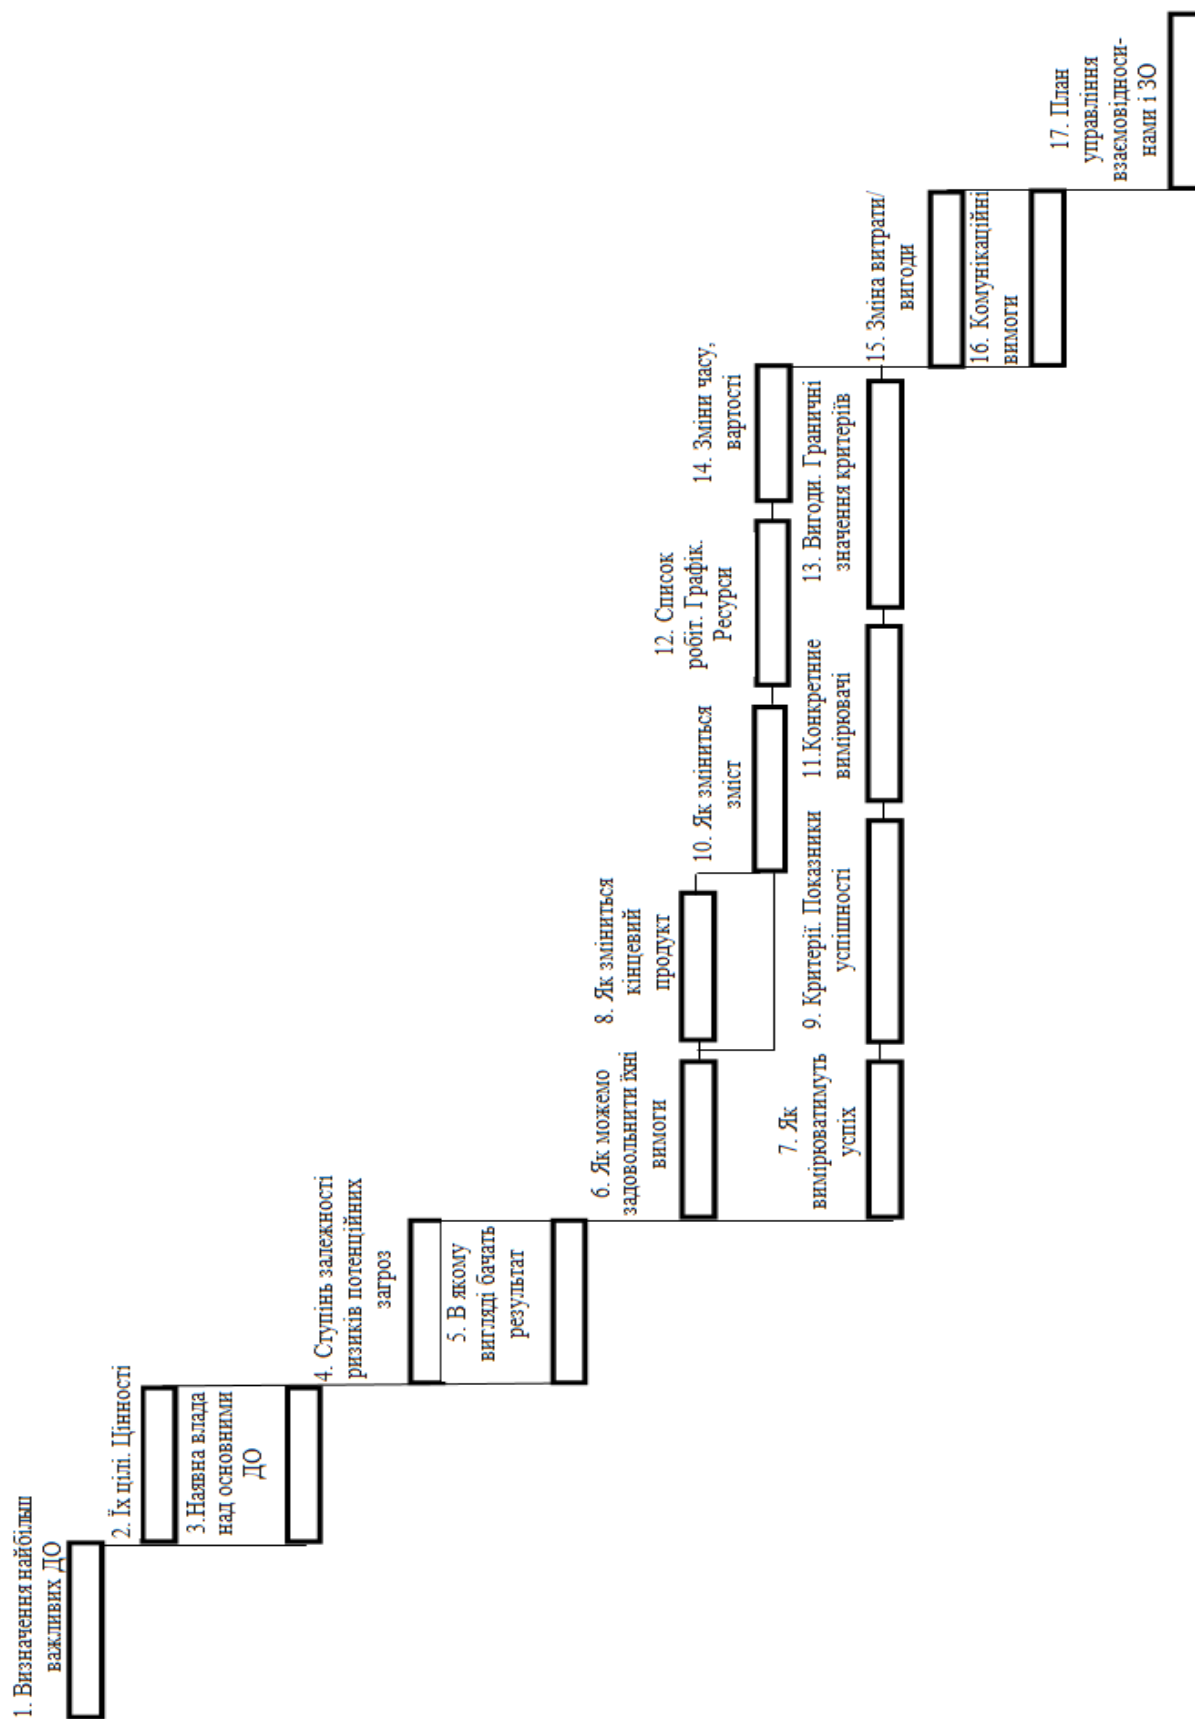 1. Визначення найбільш
важливих ДО
2. Їх цілі. Цінності
3.Наявна влада
над основними
ДО
4. Ступінь залежності
ризиків потенційних
загроз
5. В якому
вигляді бачать
результат
6. Як можемо
задовольнити їхні
вимоги
7. Як
вимірюватимуть
успіх
8. Як зміниться
кінцевий
продукт
9. Критерії. Показники
успішності
10. Як зміниться
зміст
11.Конкретние
вимірювачі
12. Список
робіт. Графік.
Ресурси
13. Вигоди. Граничні
значення критеріїв
14. Зміни часу,
вартості
15. Зміна витрати/
вигоди
16. Комунікаційні
вимоги
17. План
управління
взаємовідноси-
нами і ЗО